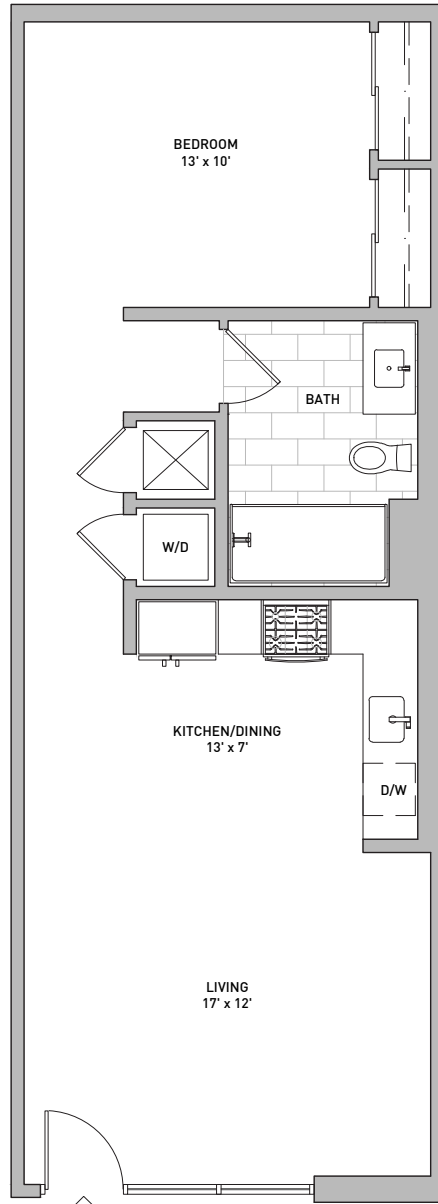 BEDROOM
13' x 10'
BATH
W/D
KITCHEN/DINING
13' x 7'
D/W
LIVING
17' x 12'